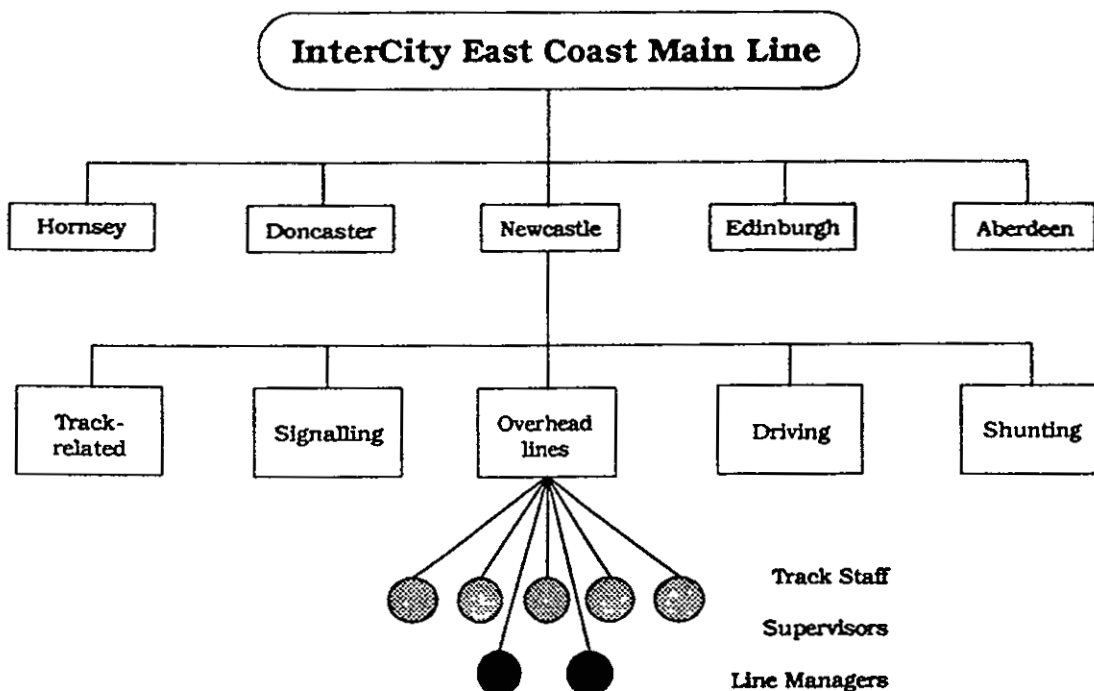 InterCity East Coast Main Line
Hornsey
Doncaster
Newcastle
Edinburgh
Aberdeen
Track-
related
Signalling
Overhead
lines
Driving
Shunting
Track Staff
Supervisors
Line Managers